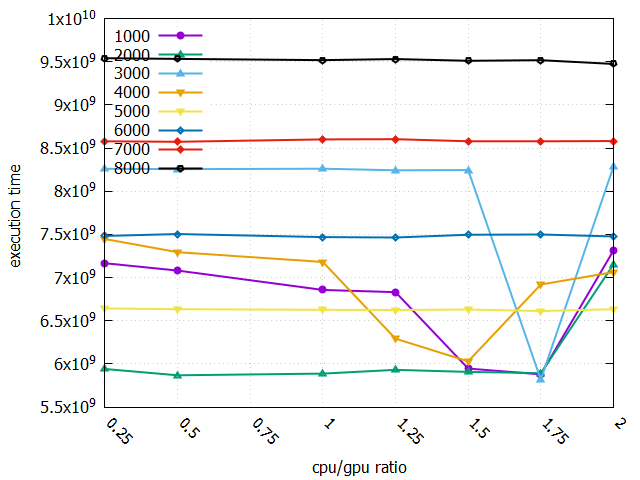 1x10^10
9.5x10^9
9x10^9
8.5x10^9
8x10^9
7.5x10^9
7x10^9
6.5x10^9
6x10^9
5.5x10^9
execution time
1000
2000
3000
4000
5000
6000
7000
8000
0.25
0.5
0.75
1
1.25
1.5
1.75
2
cpu/gpu ratio